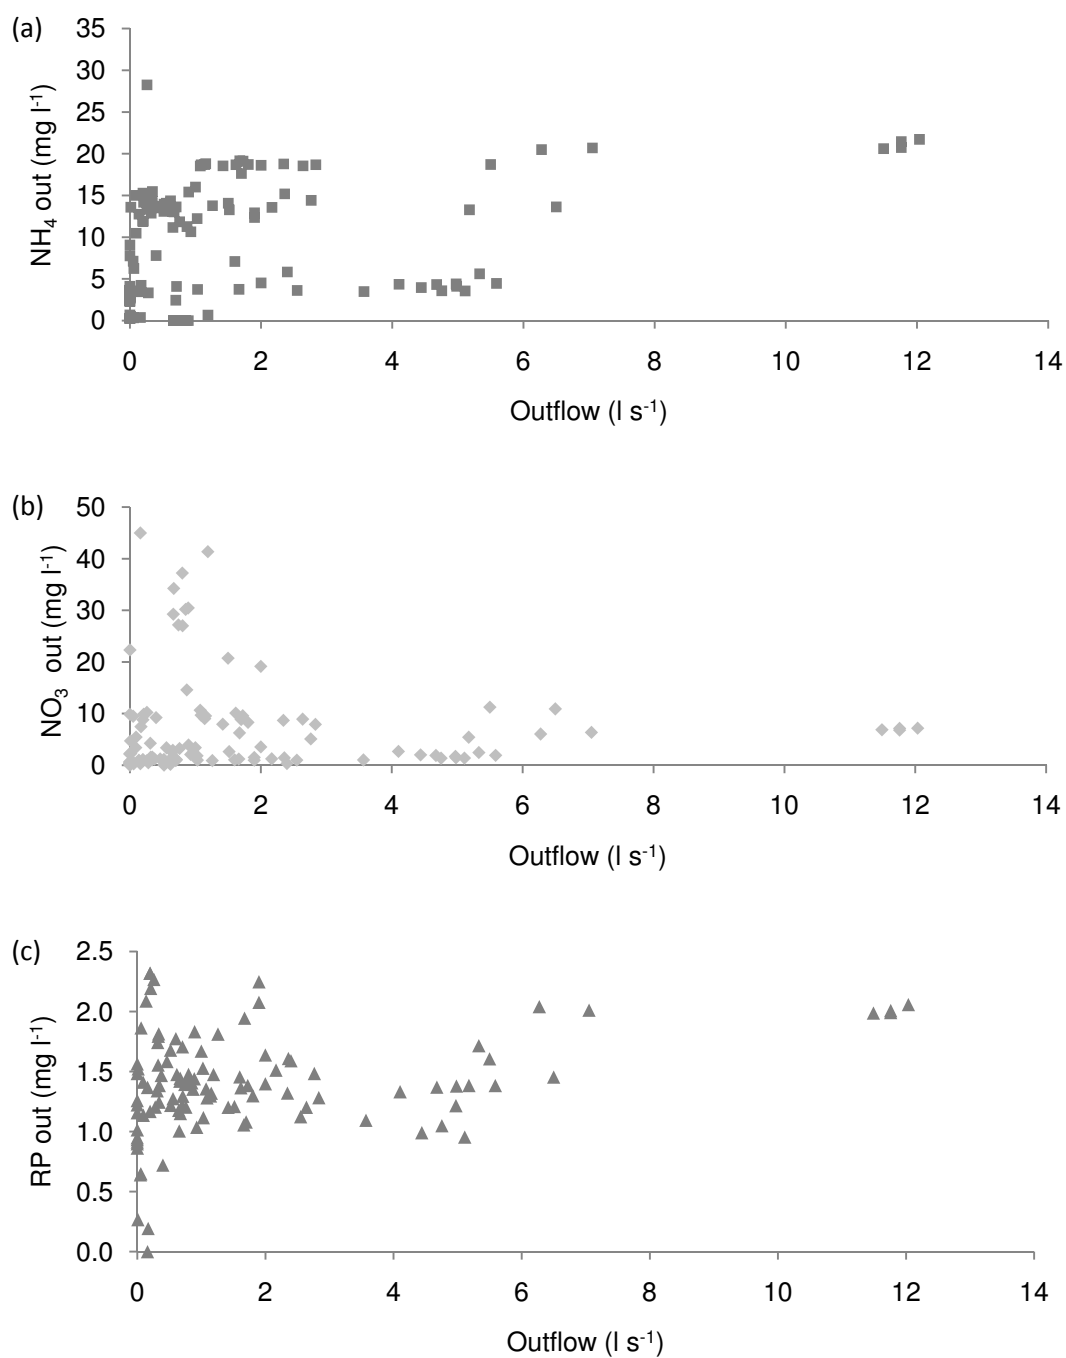 (a)
35
30
25
20
15
10
5
0
NH₄ out (mg l⁻¹)
0 2 4 6 8 10 12 14
Outflow (l s⁻¹)
(b)
50
40
30
20
10
0
NO₃ out (mg l⁻¹)
0 2 4 6 8 10 12 14
Outflow (l s⁻¹)
(c)
2.5
2.0
1.5
1.0
0.5
0.0
RP out (mg l⁻¹)
0 2 4 6 8 10 12 14
Outflow (l s⁻¹)